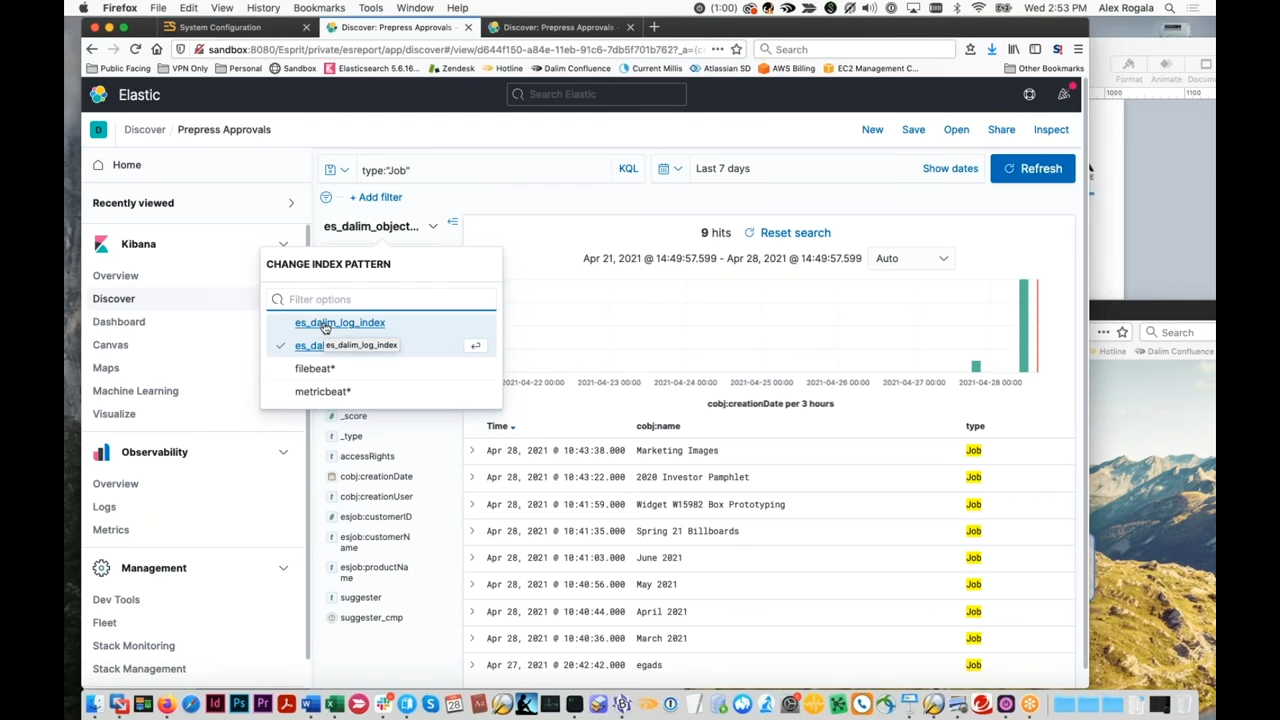 Firefox File Edit View History Bookmarks Tools Window Help (1:00) Wed 2:53 PM Alex Rogala
System Configuration Discover: Prepress Approvals Discover: Prepress Approvals
sandbox:8080/Esprit/private/esreport/app/discover#/view/d644f150-a84e-11eb-91c6-7db5f701b762?_a=(c Search
Public Facing VPN Only Personal Sandbox Elasticsearch 5.6.16... Zendesk Hotline Dalim Confluence Current Millis Atlassian SD AWS Billing EC2 Management C... Other Bookmarks
Format Animate Docum
Elastic Search Elastic
1000 1100
D Discover / Prepress Approvals New Save Open Share Inspect
Home
type:"Job" KQL Last 7 days Show dates Refresh
+ Add filter
Recently viewed
es_dalim_object...
9 hits Reset search
Kibana
Apr 21, 2021 @ 14:49:57.599 - Apr 28, 2021 @ 14:49:57.599 Auto
CHANGE INDEX PATTERN
Filter options
es_dalim_log_index
es_dal
es_dalim_log_index
filebeat*
metricbeat*
Overview
Discover
Dashboard
Canvas
Maps
Machine Learning
Visualize
Observability
Overview
Logs
Metrics
Management
Dev Tools
Fleet
Stack Monitoring
Stack Management
_score
_type
accessRights
cobj:creationDate
cobj:creationUser
esjob:customerID
esjob:customerN
ame
esjob:productNa
me
suggester
suggester_cmp
2021-04-22 00:00 2021-04-23 00:00 2021-04-24 00:00 2021-04-25 00:00 2021-04-26 00:00 2021-04-27 00:00 2021-04-28 00:00
cobj:creationDate per 3 hours
Time cobj:name type
Apr 28, 2021 @ 10:43:38.000 Marketing Images Job
Apr 28, 2021 @ 10:43:22.000 2020 Investor Pamphlet Job
Apr 28, 2021 @ 10:41:59.000 Widget W15982 Box Prototyping Job
Apr 28, 2021 @ 10:41:35.000 Spring 21 Billboards Job
Apr 28, 2021 @ 10:41:03.000 June 2021 Job
Apr 28, 2021 @ 10:40:56.000 May 2021 Job
Apr 28, 2021 @ 10:40:44.000 April 2021 Job
Apr 28, 2021 @ 10:40:36.000 March 2021 Job
Apr 27, 2021 @ 20:42:42.000 egads Job
Search
Hotline Dalim Confluence
28